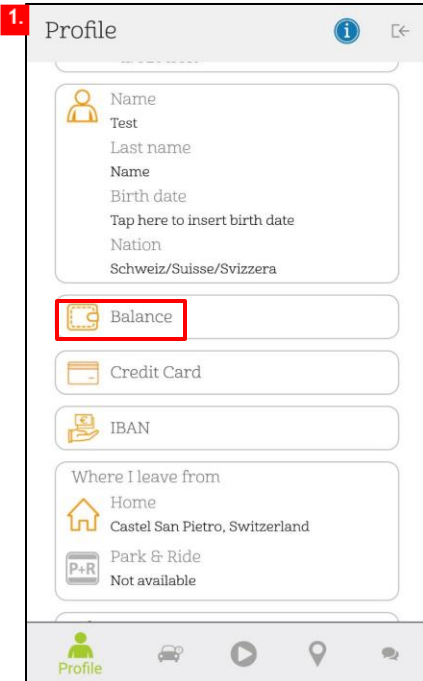 1.
Profile
Name
Test
Last name
Name
Birth date
Tap here to insert birth date
Nation
Schweiz/Suisse/Svizzera
Balance
Credit Card
IBAN
Where I leave from
Home
Castel San Pietro, Switzerland
Park & Ride
P+R
Not available
Profile